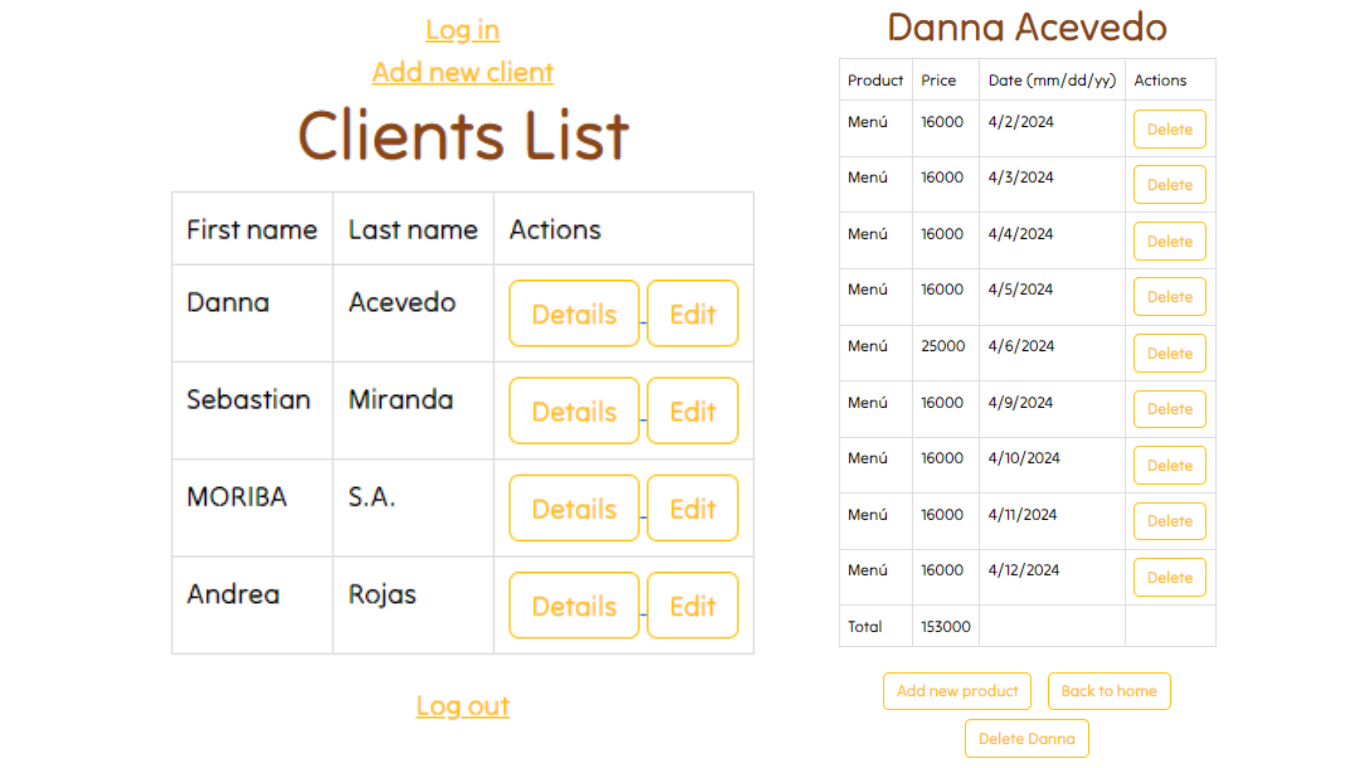 Log in
Add new client
Clients List
First name Last name Actions
Danna Acevedo Details Edit
Sebastian Miranda Details Edit
MORIBA S.A. Details Edit
Andrea Rojas Details Edit
Log out
Danna Acevedo
Product Price Date (mm/dd/yy) Actions
Menú 16000 4/2/2024 Delete
Menú 16000 4/3/2024 Delete
Menú 16000 4/4/2024 Delete
Menú 16000 4/5/2024 Delete
Menú 25000 4/6/2024 Delete
Menú 16000 4/9/2024 Delete
Menú 16000 4/10/2024 Delete
Menú 16000 4/11/2024 Delete
Menú 16000 4/12/2024 Delete
Total 153000
Add new product Back to home
Delete Danna